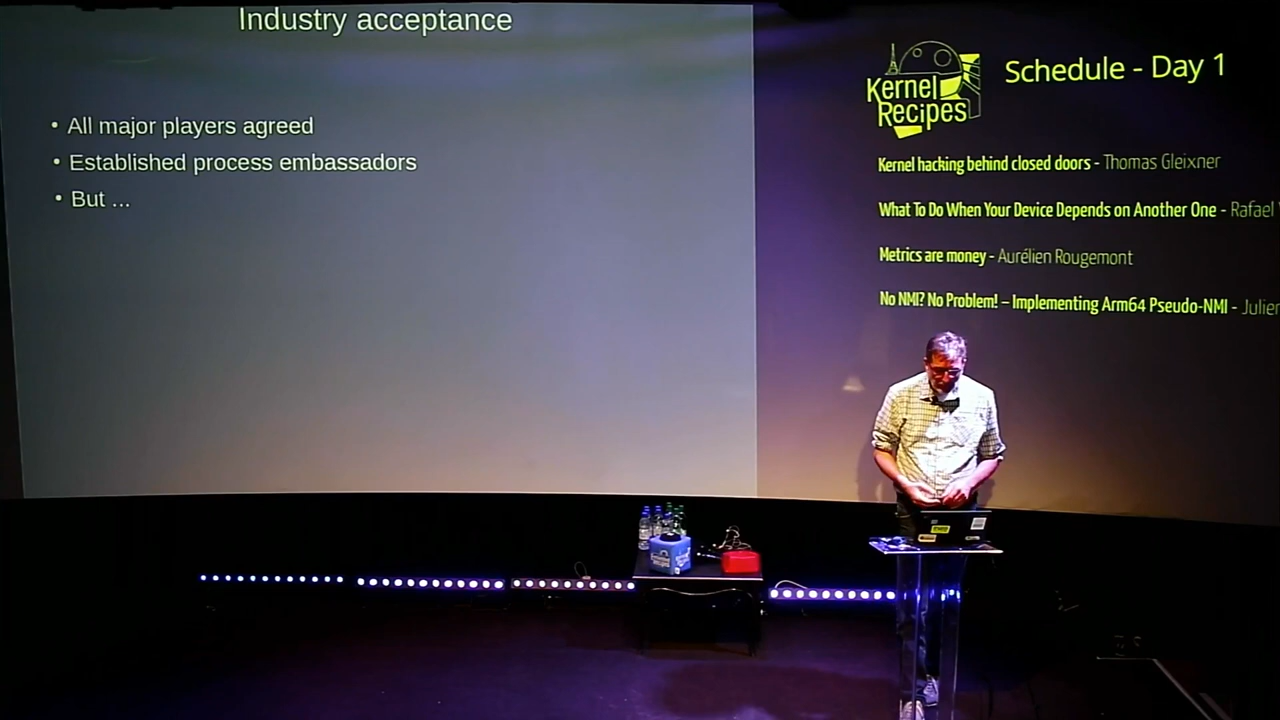 Industry acceptance
• All major players agreed
• Established process embassadors
• But ...
Kernel
Recipes
Schedule - Day 1
Kernel hacking behind closed doors - Thomas Gleixner
What To Do When Your Device Depends on Another One - Rafael
Metrics are money - Aurélien Rougemont
No NMI? No Problem! – Implementing Arm64 Pseudo-NMI - Julien